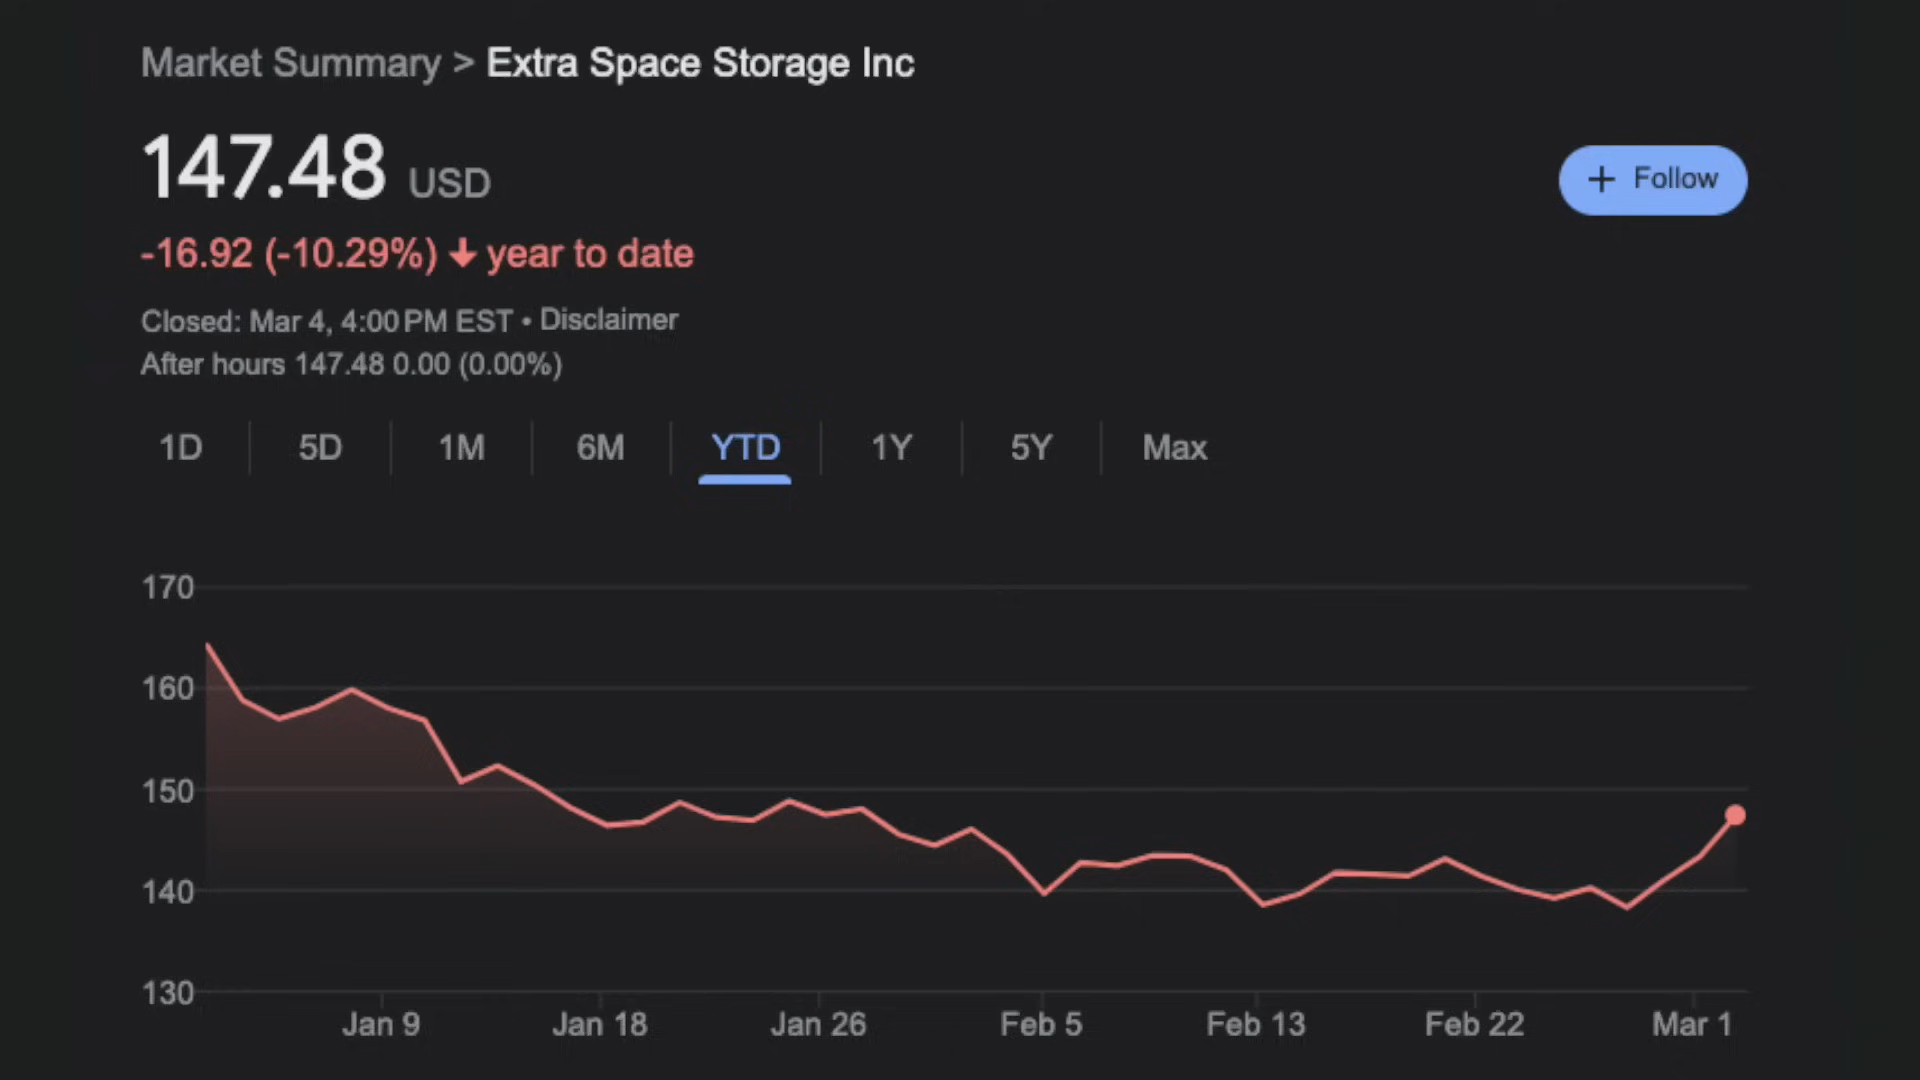 Market Summary > Extra Space Storage Inc
147.48 USD
+ Follow
-16.92 (-10.29%) ↓ year to date
Closed: Mar 4, 4:00 PM EST • Disclaimer
After hours 147.48 0.00 (0.00%)
1D 5D 1M 6M YTD 1Y 5Y Max
170
160
150
140
130
Jan 9 Jan 18 Jan 26 Feb 5 Feb 13 Feb 22 Mar 1